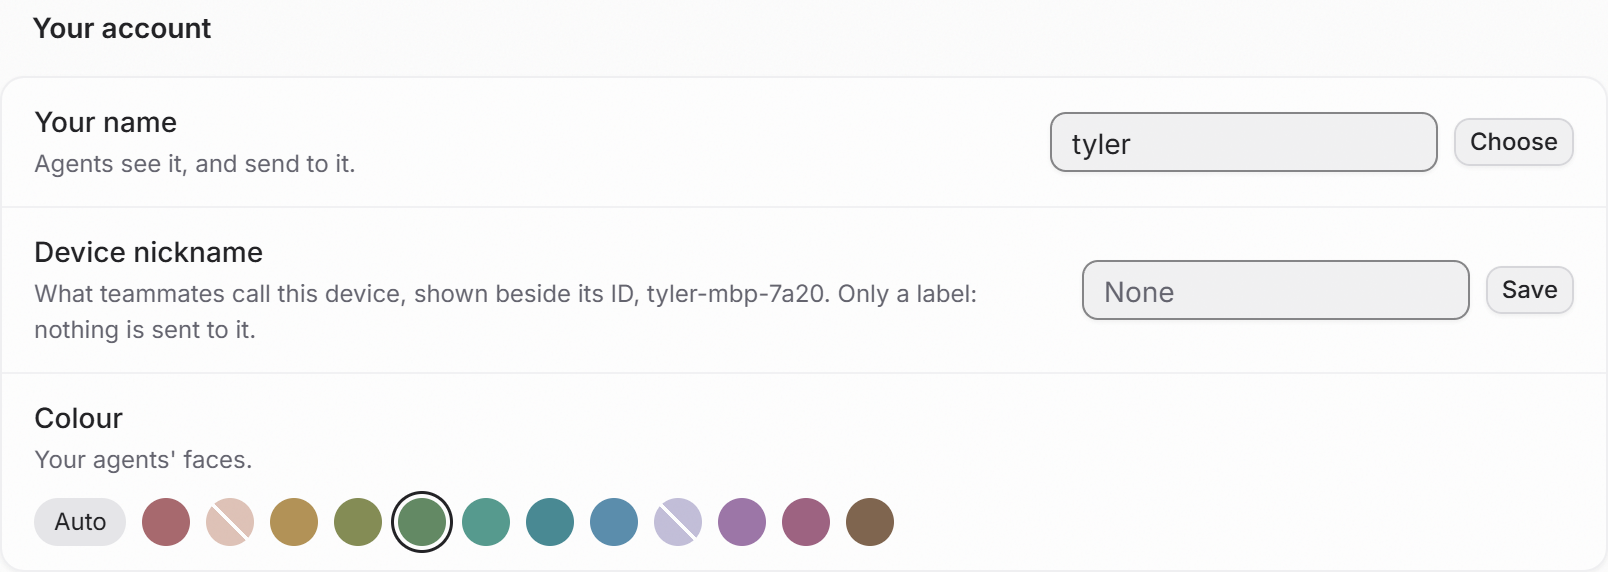 Your account
Your name
Agents see it, and send to it.
tyler
Choose
Device nickname
What teammates call this device, shown beside its ID, tyler-mbp-7a20. Only a label:
nothing is sent to it.
None
Save
Colour
Your agents' faces.
Auto